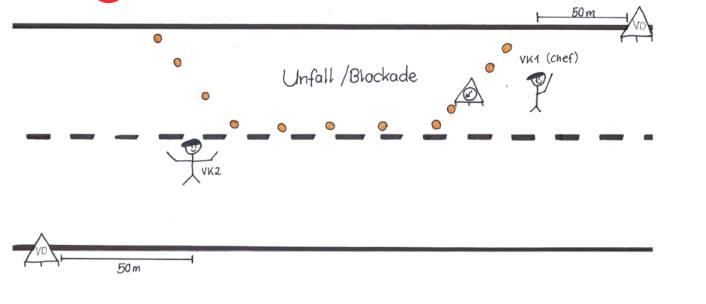 50m
VD
VK1 (Chef)
Unfall/Blockade
VK2
VD
50m